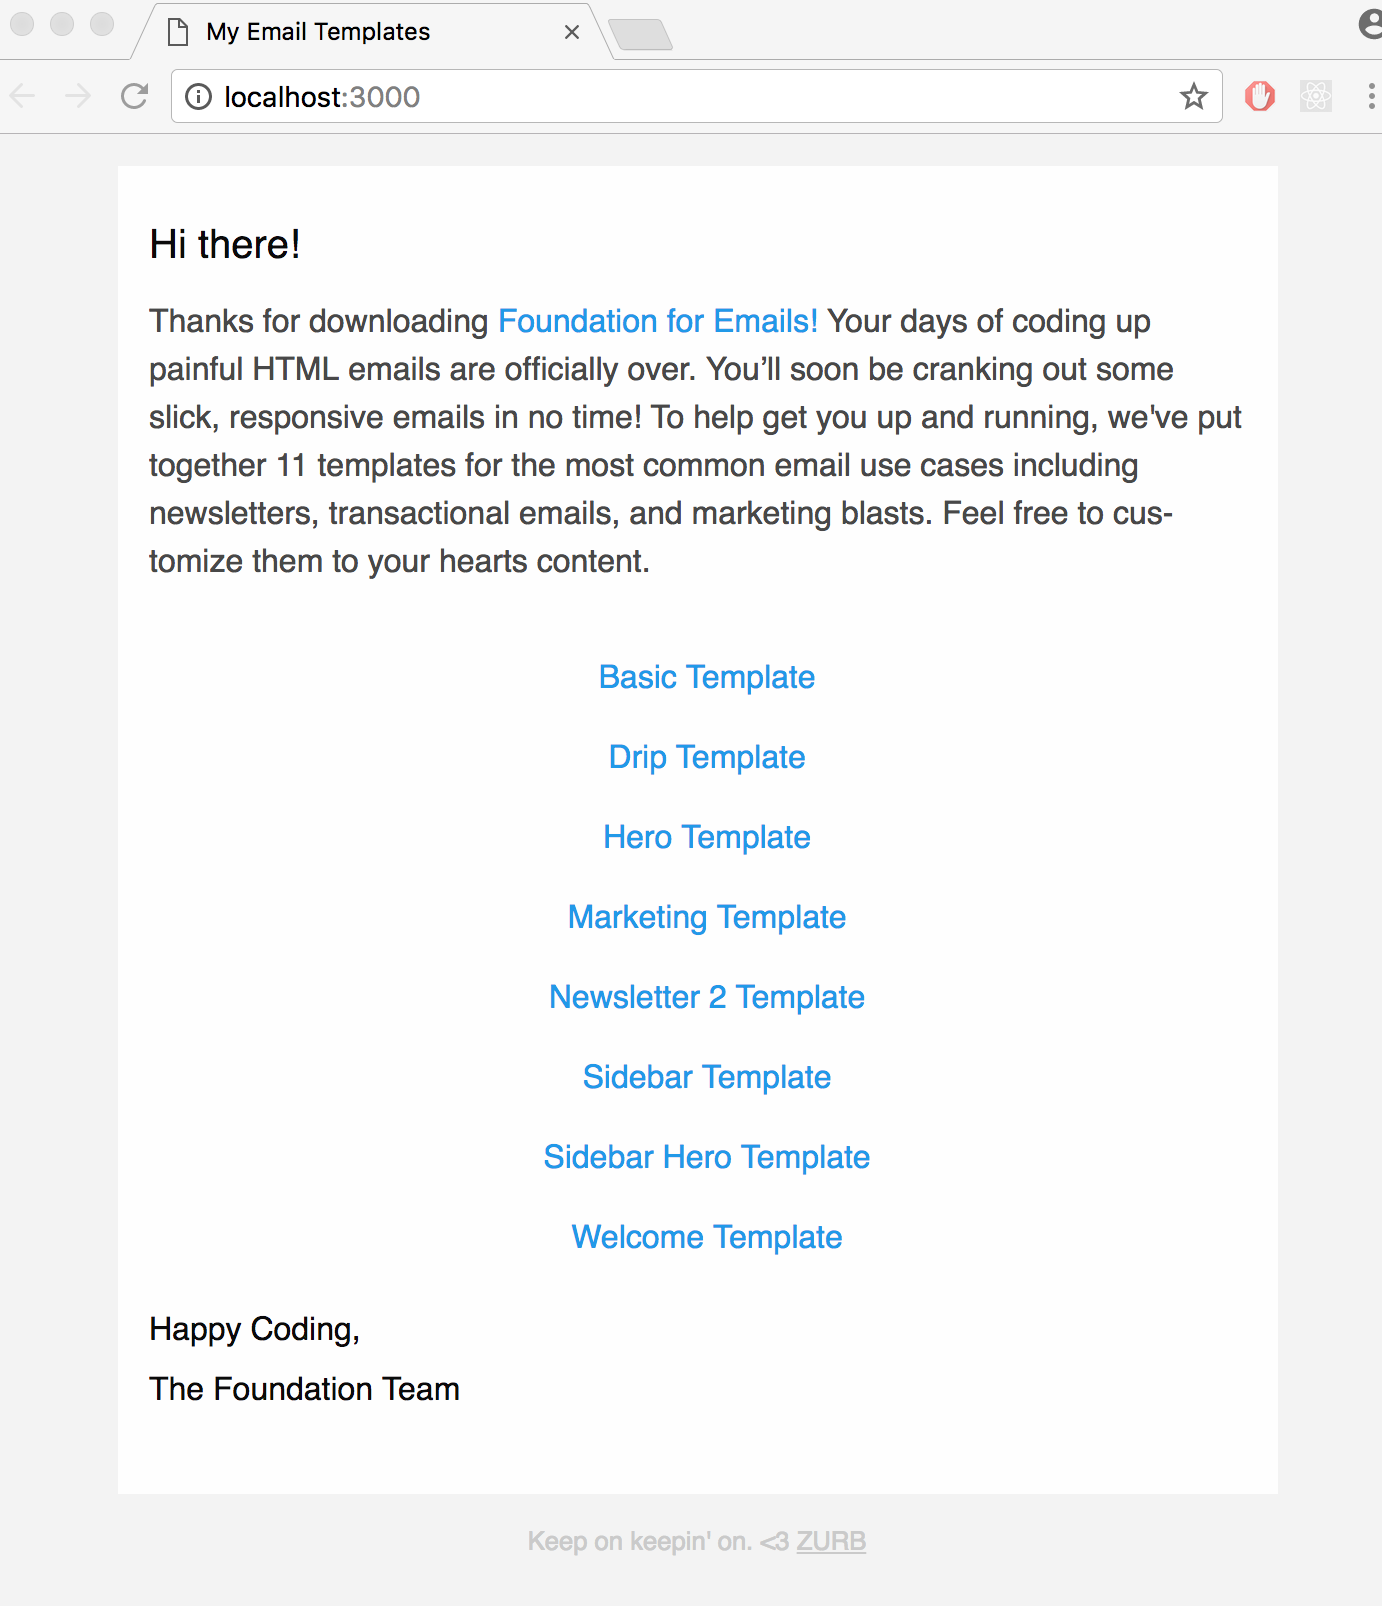 My Email Templates
localhost:3000
Hi there!
Thanks for downloading Foundation for Emails! Your days of coding up
painful HTML emails are officially over. You’ll soon be cranking out some
slick, responsive emails in no time! To help get you up and running, we've put
together 11 templates for the most common email use cases including
newsletters, transactional emails, and marketing blasts. Feel free to cus-
tomize them to your hearts content.
Basic Template
Drip Template
Hero Template
Marketing Template
Newsletter 2 Template
Sidebar Template
Sidebar Hero Template
Welcome Template
Happy Coding,
The Foundation Team
Keep on keepin' on. <3 ZURB